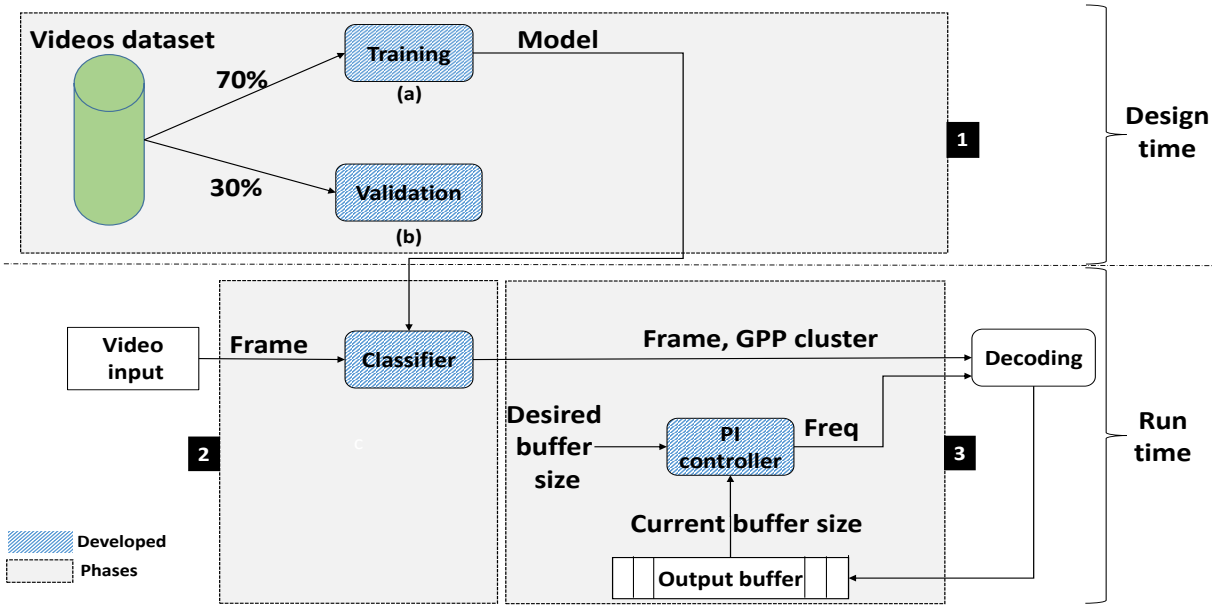 Videos dataset
70%
30%
Training
(a)
Validation
(b)
Model
1
Design
time
Video
input
Frame
Classifier
Frame, GPP cluster
Decoding
Desired
buffer
size
PI
controller
Freq
Current buffer size
Output buffer
2
c
3
Run
time
Developed
Phases